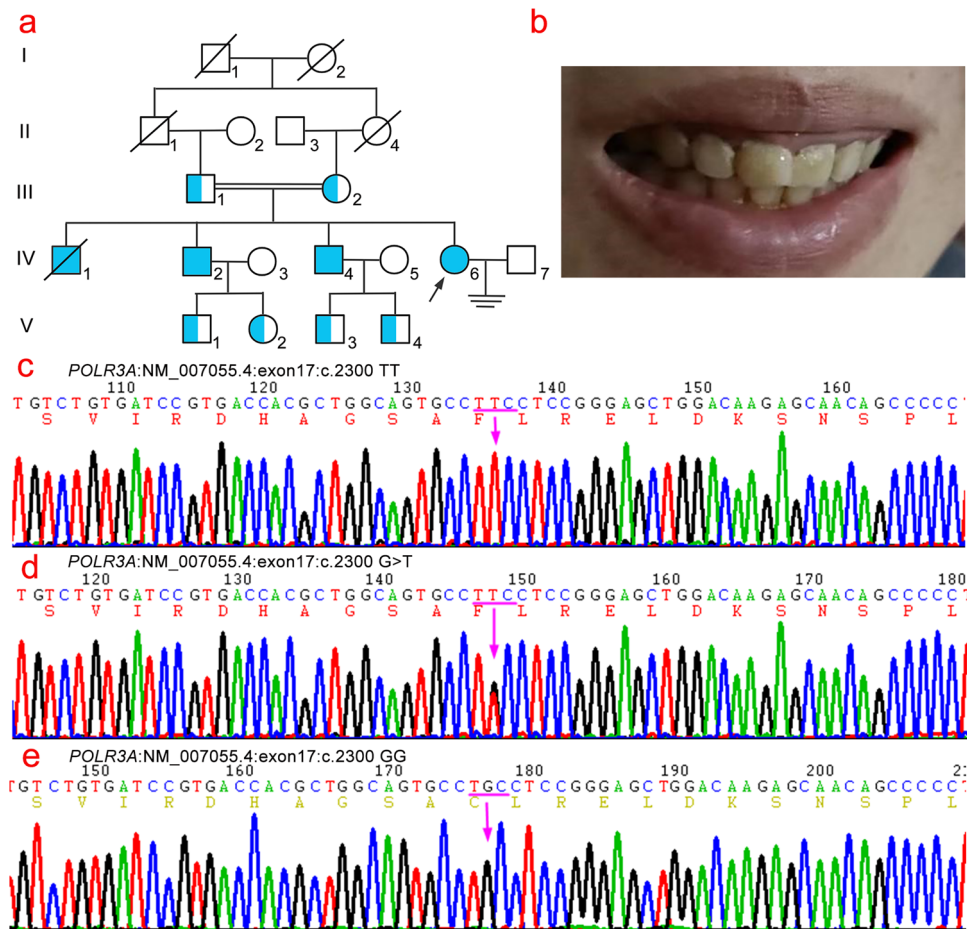 a
b
I
1
2
II
1
2
3
4
III
1
2
IV
1
2
3
4
5
6
7
V
1
2
3
4
c
POLR3A:NM_007055.4:exon17:c.2300 TT
110 120 130 140 150 160
TGTCTGTGATCCGTGACCACGCTGGCAGTGCCTTCCTCCGGGAGCTGGACAAGAGCAACAGCCCCC
S V I R D H A G S A F L R E L D K S N S P L
d
POLR3A:NM_007055.4:exon17:c.2300 G>T
120 130 140 150 160 170 180
TGTCTGTGATCCGTGACCACGCTGGCAGTGCCTTCCTCCGGGAGCTGGACAAGAGCAACAGCCCCCT
S V I R D H A G S A F L R E L D K S N S P L
e
POLR3A:NM_007055.4:exon17:c.2300 GG
150 160 170 180 190 200
TGTCTGTGATCCGTGACCACGCTGGCAGTGCCTGCCTCCGGGAGCTGGACAAGAGCAACAGCCCCCT
S V I R D H A G S A C L R E L D K S N S P L